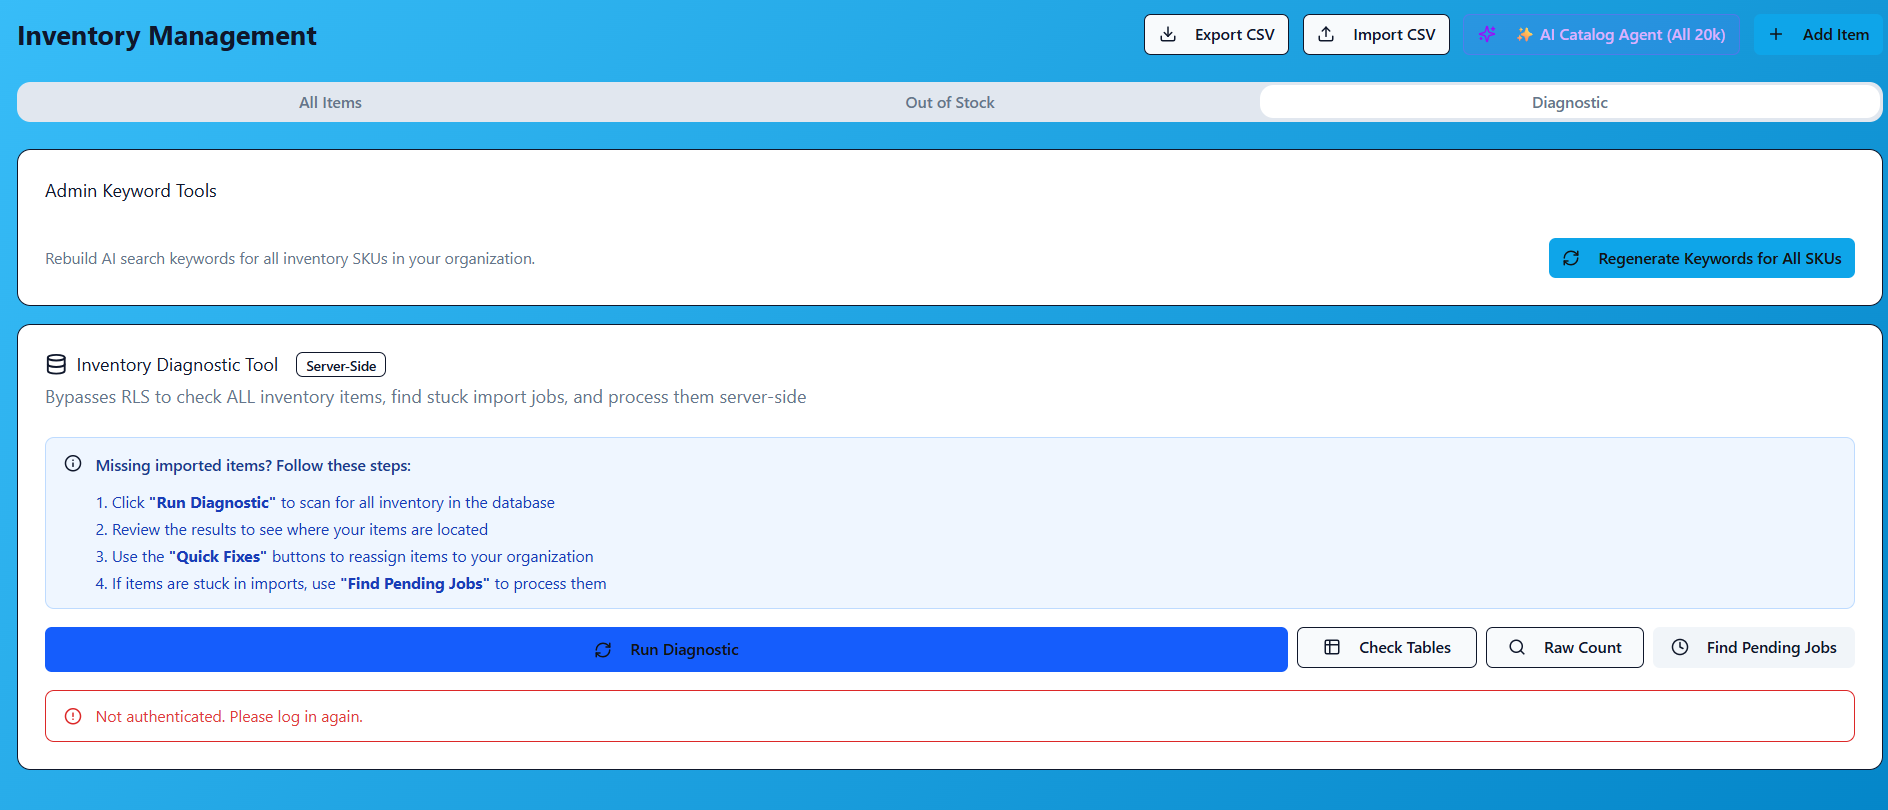 Inventory Management
Export CSV
Import CSV
✨ AI Catalog Agent (All 20k)
Add Item
All Items
Out of Stock
Diagnostic
Admin Keyword Tools
Rebuild AI search keywords for all inventory SKUs in your organization.
Regenerate Keywords for All SKUs
Inventory Diagnostic Tool
Server-Side
Bypasses RLS to check ALL inventory items, find stuck import jobs, and process them server-side
Missing imported items? Follow these steps:
1. Click "Run Diagnostic" to scan for all inventory in the database
2. Review the results to see where your items are located
3. Use the "Quick Fixes" buttons to reassign items to your organization
4. If items are stuck in imports, use "Find Pending Jobs" to process them
Run Diagnostic
Check Tables
Raw Count
Find Pending Jobs
Not authenticated. Please log in again.